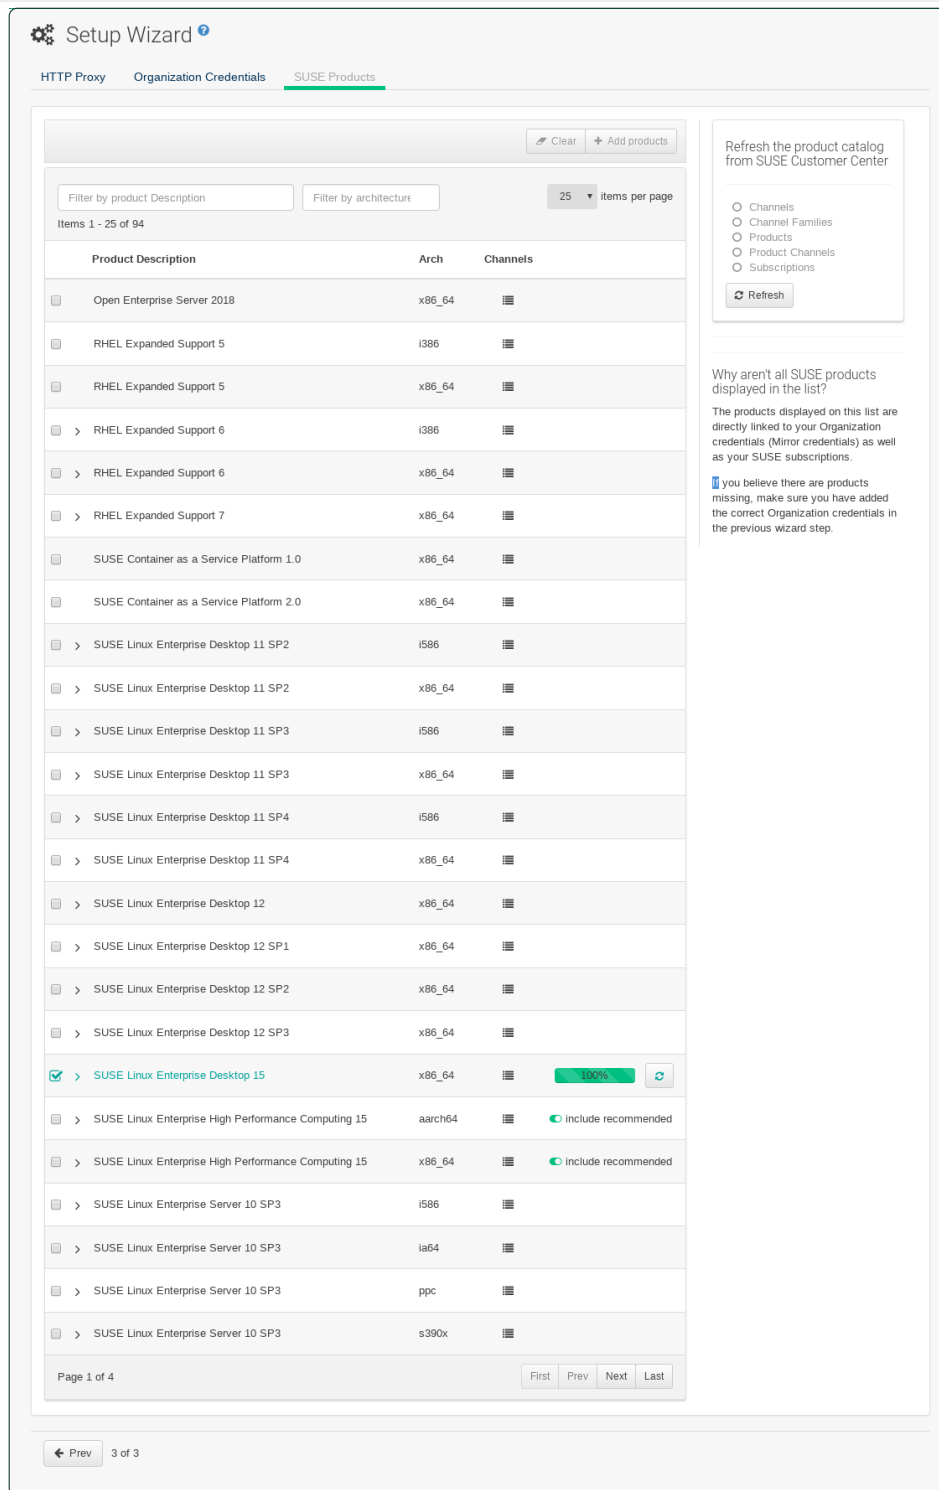 Setup Wizard ?
HTTP Proxy Organization Credentials SUSE Products
Clear + Add products
Filter by product Description Filter by architecture 25 items per page
Items 1 - 25 of 94
Product Description Arch Channels
Open Enterprise Server 2018 x86_64
RHEL Expanded Support 5 i386
RHEL Expanded Support 5 x86_64
RHEL Expanded Support 6 i386
RHEL Expanded Support 6 x86_64
RHEL Expanded Support 7 x86_64
SUSE Container as a Service Platform 1.0 x86_64
SUSE Container as a Service Platform 2.0 x86_64
SUSE Linux Enterprise Desktop 11 SP2 i586
SUSE Linux Enterprise Desktop 11 SP2 x86_64
SUSE Linux Enterprise Desktop 11 SP3 i586
SUSE Linux Enterprise Desktop 11 SP3 x86_64
SUSE Linux Enterprise Desktop 11 SP4 i586
SUSE Linux Enterprise Desktop 11 SP4 x86_64
SUSE Linux Enterprise Desktop 12 x86_64
SUSE Linux Enterprise Desktop 12 SP1 x86_64
SUSE Linux Enterprise Desktop 12 SP2 x86_64
SUSE Linux Enterprise Desktop 12 SP3 x86_64
SUSE Linux Enterprise Desktop 15 x86_64 100%
SUSE Linux Enterprise High Performance Computing 15 aarch64 include recommended
SUSE Linux Enterprise High Performance Computing 15 x86_64 include recommended
SUSE Linux Enterprise Server 10 SP3 i586
SUSE Linux Enterprise Server 10 SP3 ia64
SUSE Linux Enterprise Server 10 SP3 ppc
SUSE Linux Enterprise Server 10 SP3 s390x
Page 1 of 4 First Prev Next Last
Refresh the product catalog
from SUSE Customer Center
Channels
Channel Families
Products
Product Channels
Subscriptions
Refresh
Why aren't all SUSE products
displayed in the list?
The products displayed on this list are
directly linked to your Organization
credentials (Mirror credentials) as well
as your SUSE subscriptions.
If you believe there are products
missing, make sure you have added
the correct Organization credentials in
the previous wizard step.
Prev 3 of 3